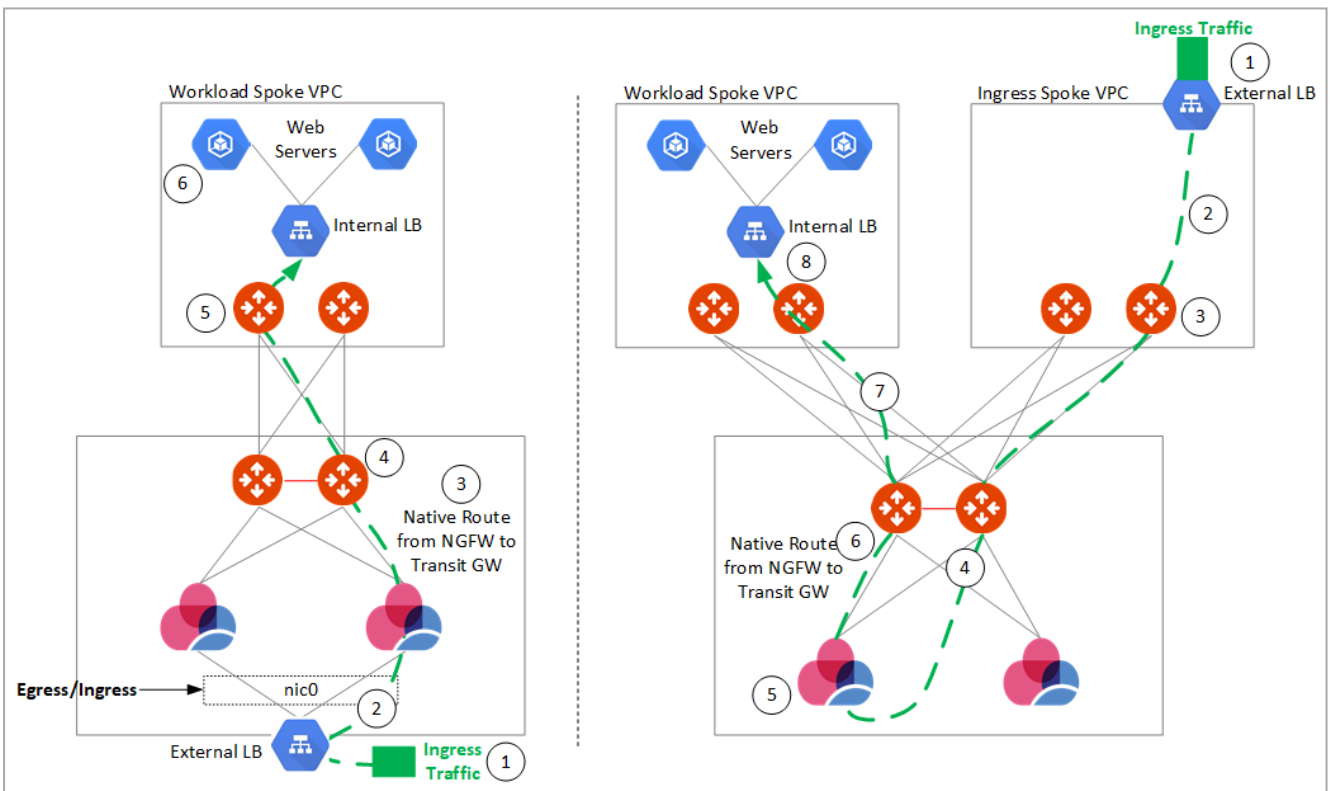 Workload Spoke VPC
Web
Servers
6
Internal LB
5
4
3
Native Route
from NGFW to
Transit GW
Egress/Ingress
nic0
2
External LB
Ingress
Traffic
1
Ingress Traffic
1
Workload Spoke VPC
Ingress Spoke VPC
External LB
Web
Servers
2
Internal LB
8
3
7
Native Route
from NGFW to
Transit GW
6
4
5